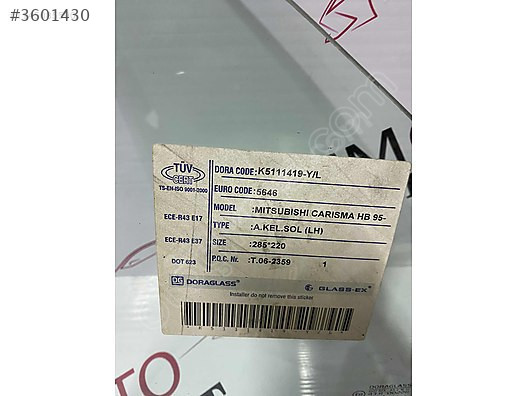 #3601430
TÜV
CERT
TS-EN-ISO 9001-2000
ECE-R43 E17
ECE-R43 E37
DOT 623
DORA CODE :K5111419-Y/L
EURO CODE :5646
MODEL :MITSUBISHI CARISMA HB 95-
TYPE :A.KEL.SOL (LH)
SIZE :285*220
P.Q.C. Nr. :T.06-2359 1
DG DORAGLASS® GLASS-EX®
Installer do not remove this sticker